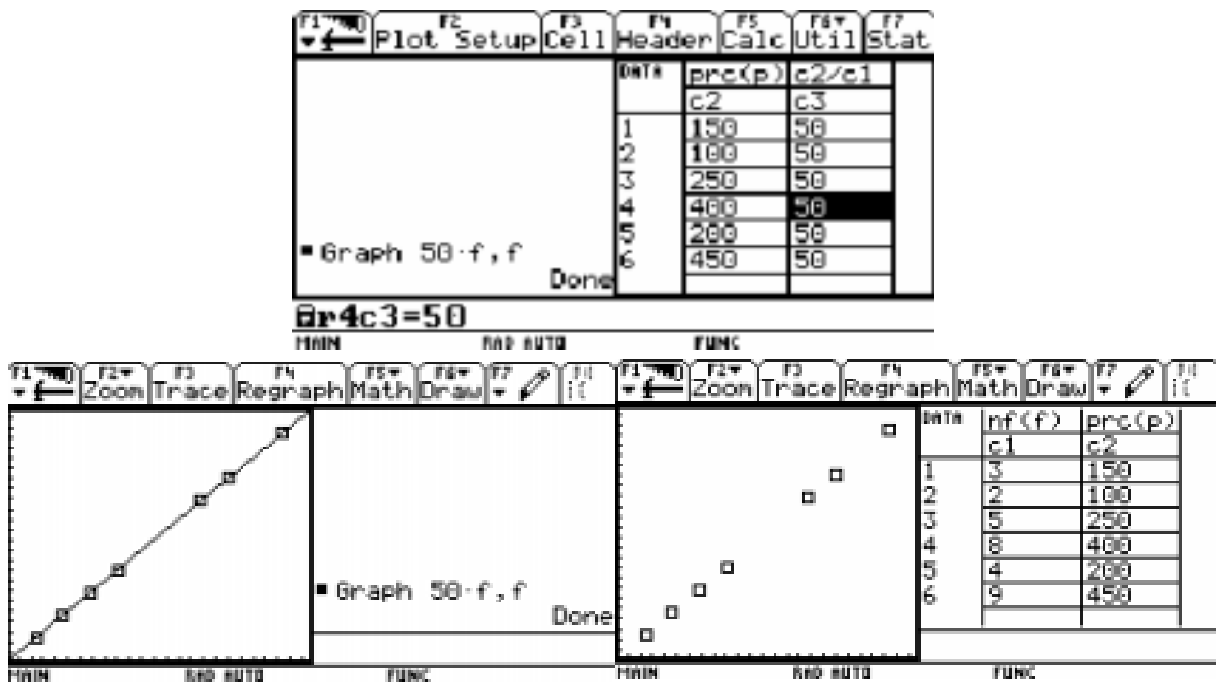 F1 F2 F3 F4 F5 F6 F7
Plot Setup Cell Header Calc Util Stat
DATA prc(p) c2/c1
c2 c3
1 150 50
2 100 50
3 250 50
4 400 50
5 200 50
6 450 50
Graph 50·f,f
Done
r4c3=50
MAIN RAD AUTO FUNC
F1 F2 F3 F4 F5 F6 F7
Zoom Trace Regraph Math Draw
Graph 50·f,f
Done
MAIN RAD AUTO FUNC
F1 F2 F3 F4 F5 F6 F7
Zoom Trace Regraph Math Draw
DATA nf(f) prc(p)
c1 c2
1 3 150
2 2 100
3 5 250
4 8 400
5 4 200
6 9 450
MAIN RAD AUTO FUNC